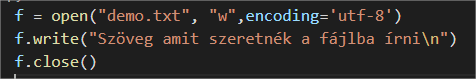 f = open("demo.txt", "w",encoding='utf-8')
f.write("Szöveg amit szeretnék a fájlba írni\n")
f.close()